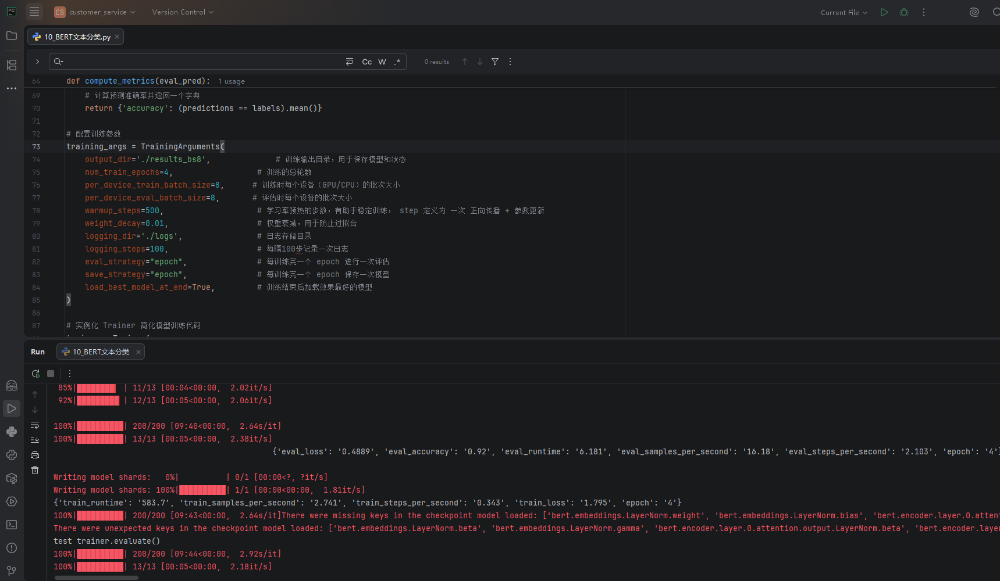 PC
CS customer_service Version Control Current File
10_BERT文本分类.py
Cc W .* 0 results
64 def compute_metrics(eval_pred): 1 usage
69 # 计算预测准确率并返回一个字典
70 return {'accuracy': (predictions == labels).mean()}
71
72 # 配置训练参数
73 training_args = TrainingArguments(
74 output_dir='./results_bs8', # 训练输出目录，用于保存模型和状态
75 num_train_epochs=4, # 训练的总轮数
76 per_device_train_batch_size=8, # 训练时每个设备（GPU/CPU）的批次大小
77 per_device_eval_batch_size=8, # 评估时每个设备的批次大小
78 warmup_steps=500, # 学习率预热的步数，有助于稳定训练， step 定义为 一次 正向传播 + 参数更新
79 weight_decay=0.01, # 权重衰减，用于防止过拟合
80 logging_dir='./logs', # 日志存储目录
81 logging_steps=100, # 每隔100步记录一次日志
82 eval_strategy="epoch", # 每训练完一个 epoch 进行一次评估
83 save_strategy="epoch", # 每训练完一个 epoch 保存一次模型
84 load_best_model_at_end=True, # 训练结束后加载效果最好的模型
85 )
86
87 # 实例化 Trainer 简化模型训练代码
Run 10_BERT文本分类
85%|█████████ | 11/13 [00:04<00:00, 2.02it/s]
92%|█████████▏| 12/13 [00:05<00:00, 2.06it/s]
100%|██████████| 200/200 [09:40<00:00, 2.64s/it]
100%|██████████| 13/13 [00:05<00:00, 2.38it/s]
{'eval_loss': '0.4889', 'eval_accuracy': '0.92', 'eval_runtime': '6.181', 'eval_samples_per_second': '16.18', 'eval_steps_per_second': '2.103', 'epoch': '4'}
Writing model shards: 0%| | 0/1 [00:00<?, ?it/s]
Writing model shards: 100%|██████████| 1/1 [00:00<00:00, 1.81it/s]
{'train_runtime': '583.7', 'train_samples_per_second': '2.741', 'train_steps_per_second': '0.343', 'train_loss': '1.795', 'epoch': '4'}
100%|██████████| 200/200 [09:43<00:00, 2.64s/it]There were missing keys in the checkpoint model loaded: ['bert.embeddings.LayerNorm.weight', 'bert.embeddings.LayerNorm.bias', 'bert.encoder.layer.0.attent
There were unexpected keys in the checkpoint model loaded: ['bert.embeddings.LayerNorm.beta', 'bert.embeddings.LayerNorm.gamma', 'bert.encoder.layer.0.attention.output.LayerNorm.beta', 'bert.encoder.laye
test trainer.evaluate()
100%|██████████| 200/200 [09:44<00:00, 2.92s/it]
100%|██████████| 13/13 [00:05<00:00, 2.18it/s]